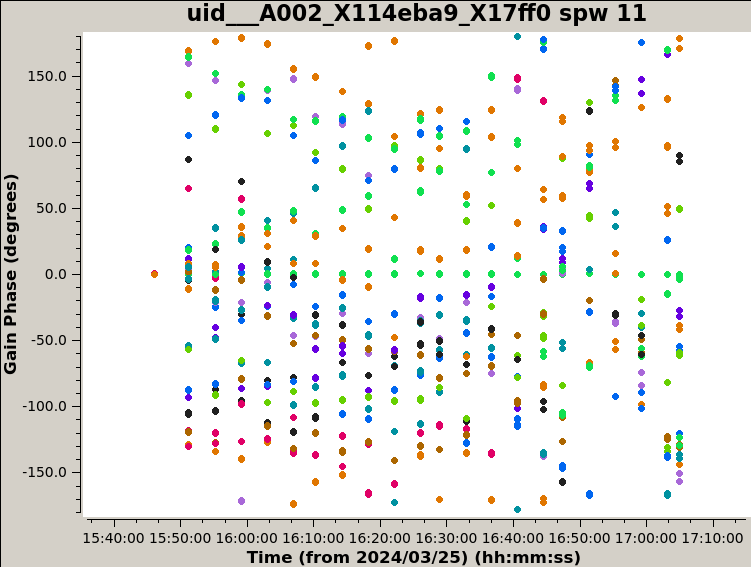 uid___A002_X114eba9_X17ff0 spw 11
Gain Phase (degrees)
150.0
100.0
50.0
0.0
-50.0
-100.0
-150.0
15:40:00 15:50:00 16:00:00 16:10:00 16:20:00 16:30:00 16:40:00 16:50:00 17:00:00 17:10:00
Time (from 2024/03/25) (hh:mm:ss)